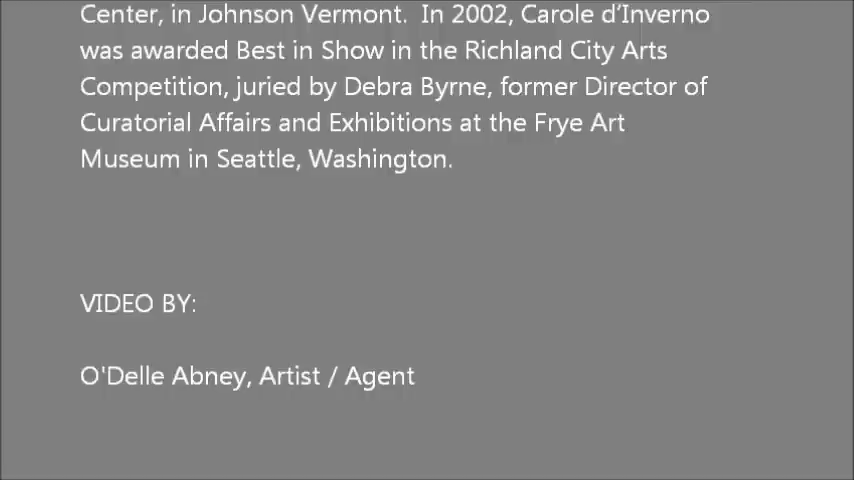 Center, in Johnson Vermont.  In 2002, Carole d’Inverno
was awarded Best in Show in the Richland City Arts
Competition, juried by Debra Byrne, former Director of
Curatorial Affairs and Exhibitions at the Frye Art
Museum in Seattle, Washington.
VIDEO BY:
O'Delle Abney, Artist / Agent